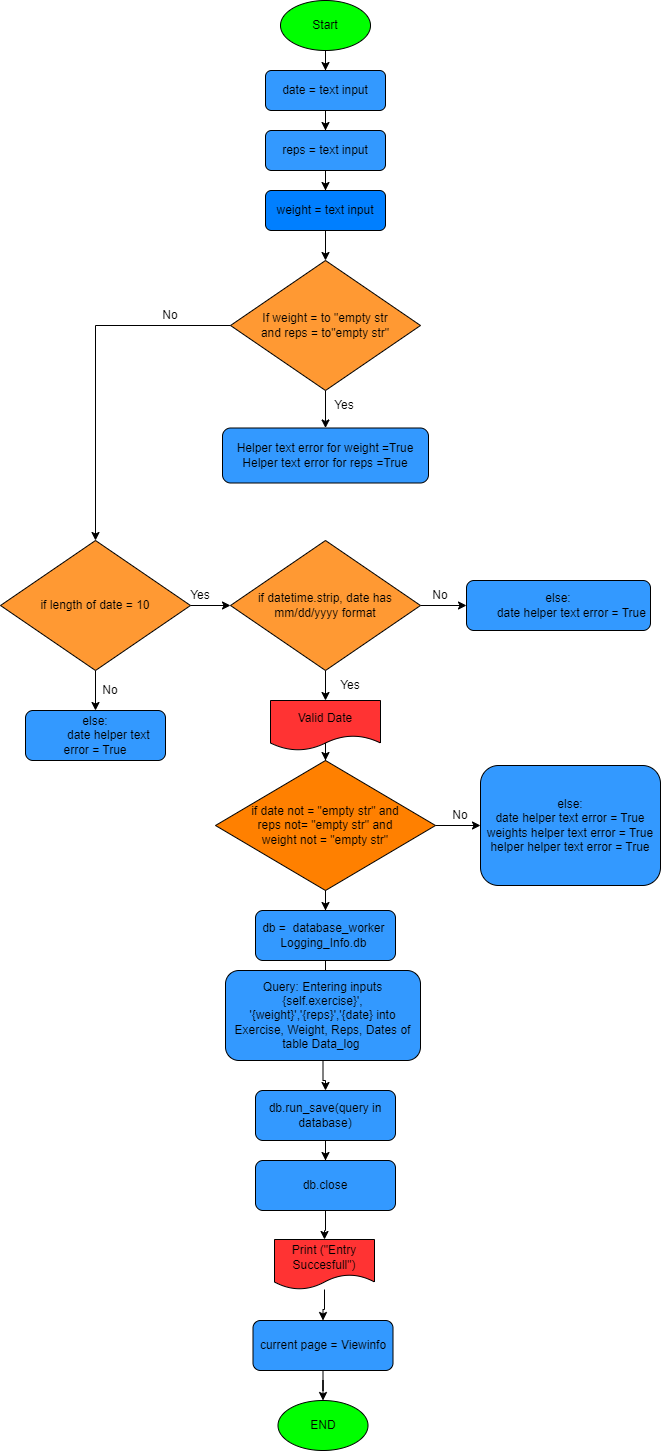 Start
date = text input
reps = text input
weight = text input
If weight = to "empty str
and reps = to"empty str"
No
Yes
Helper text error for weight =True
Helper text error for reps =True
if length of date = 10
Yes
if datetime.strip, date has
mm/dd/yyyy format
No
else:
date helper text error = True
No
Yes
else:
date helper text
error = True
Valid Date
if date not = "empty str" and
reps not= "empty str" and
weight not = "empty str"
No
else:
date helper text error = True
weights helper text error = True
helper helper text error = True
db = database_worker
Logging_Info.db
Query: Entering inputs
{self.exercise}',
'{weight}','{reps}','{date} into
Exercise, Weight, Reps, Dates of
table Data_log
db.run_save(query in
database)
db.close
Print ("Entry
Succesfull")
current page = Viewinfo
END